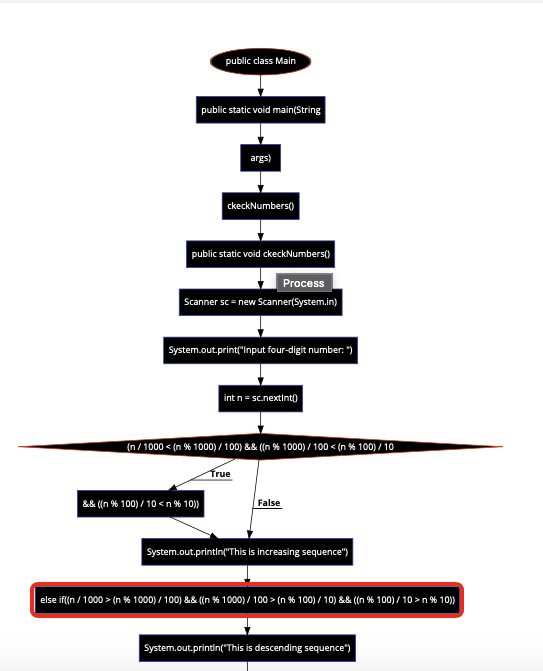 public class Main
public static void main(String
args)
ckeckNumbers()
public static void ckeckNumbers()
Process
Scanner sc = new Scanner(System.in)
System.out.print("Input four-digit number: ")
int n = sc.nextInt()
(n / 1000 < (n % 1000) / 100) && ((n % 1000) / 100 < (n % 100) / 10
True
&& ((n % 100) / 10 < n % 10))
False
System.out.println("This is increasing sequence")
else if((n / 1000 > (n % 1000) / 100) && ((n % 1000) / 100 > (n % 100) / 10) && ((n % 100) / 10 > n % 10))
System.out.println("This is descending sequence")